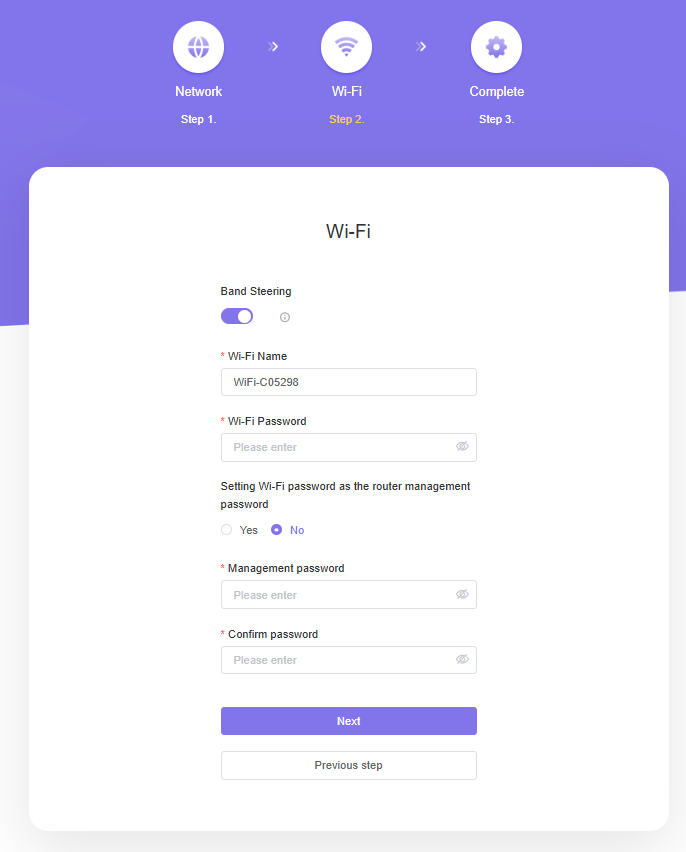 Network
Wi-Fi
Complete
Step 1.
Step 2.
Step 3.
Wi-Fi
Band Steering
* Wi-Fi Name
WiFi-C05298
* Wi-Fi Password
Please enter
Setting Wi-Fi password as the router management
password
Yes No
* Management password
Please enter
* Confirm password
Please enter
Next
Previous step